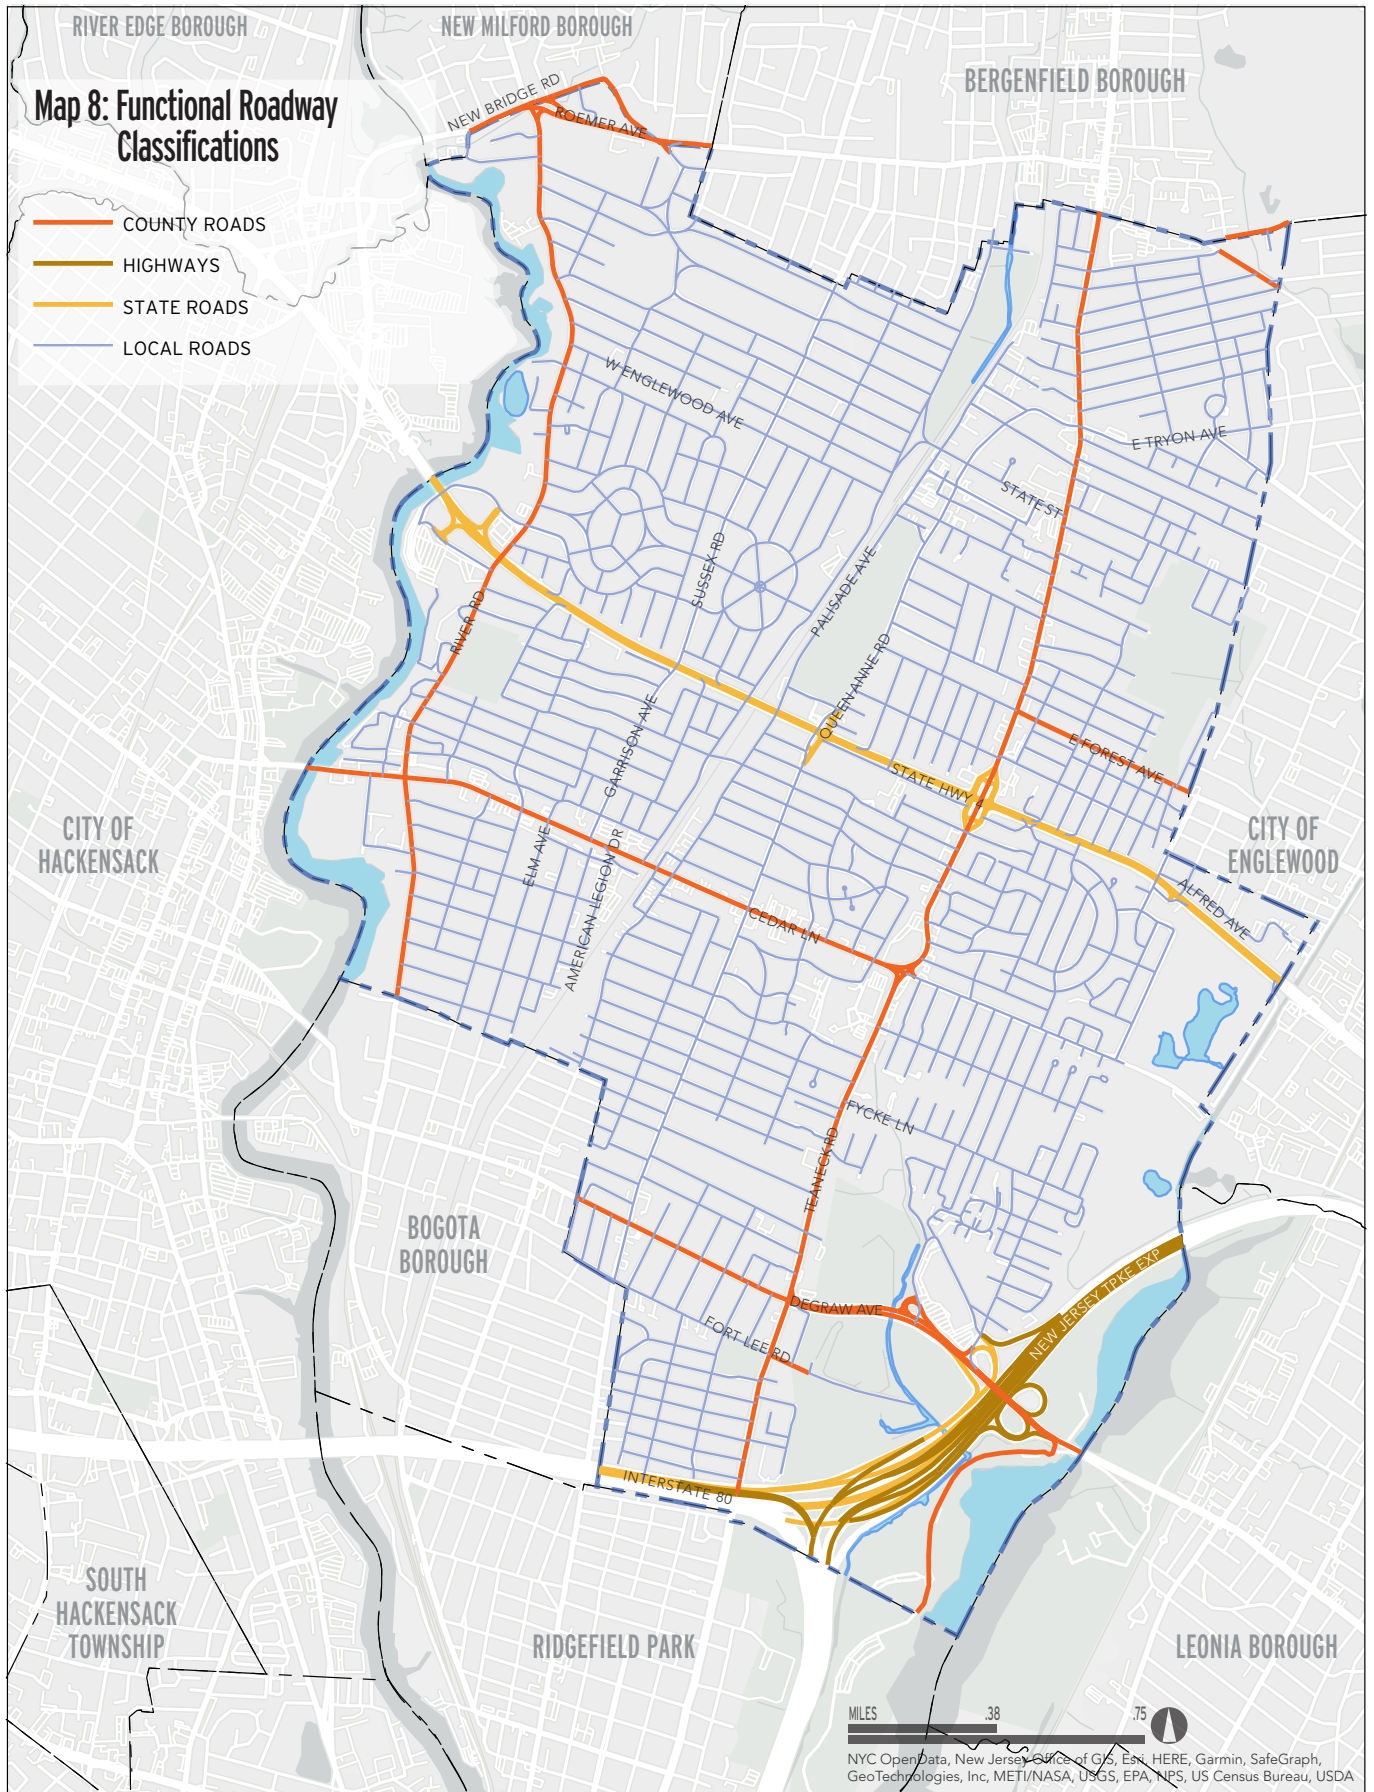 RIVER EDGE BOROUGH
NEW MILFORD BOROUGH
BERGENFIELD BOROUGH
Map 8: Functional Roadway
Classifications
COUNTY ROADS
HIGHWAYS
STATE ROADS
LOCAL ROADS
NEW BRIDGE RD
ROEMER AVE
W ENGLEWOOD AVE
E TRYON AVE
STATE ST
SUSSEX RD
PALISADE AVE
RIVER RD
QUEEN ANNE RD
GARRISON AVE
E FOREST AVE
STATE HWY 4
CITY OF
HACKENSACK
CITY OF
ENGLEWOOD
ELM AVE
AMERICAN LEGION DR
ALFRED AVE
CEDAR LN
FYCKE LN
TEANECK RD
BOGOTA
BOROUGH
NEW JERSEY TPKE EXP
DEGRAW AVE
FORT LEE RD
INTERSTATE 80
SOUTH
HACKENSACK
TOWNSHIP
RIDGEFIELD PARK
LEONIA BOROUGH
MILES .38 .75
NYC OpenData, New Jersey Office of GIS, Esri, HERE, Garmin, SafeGraph,
GeoTechnologies, Inc, METI/NASA, USGS, EPA, NPS, US Census Bureau, USDA